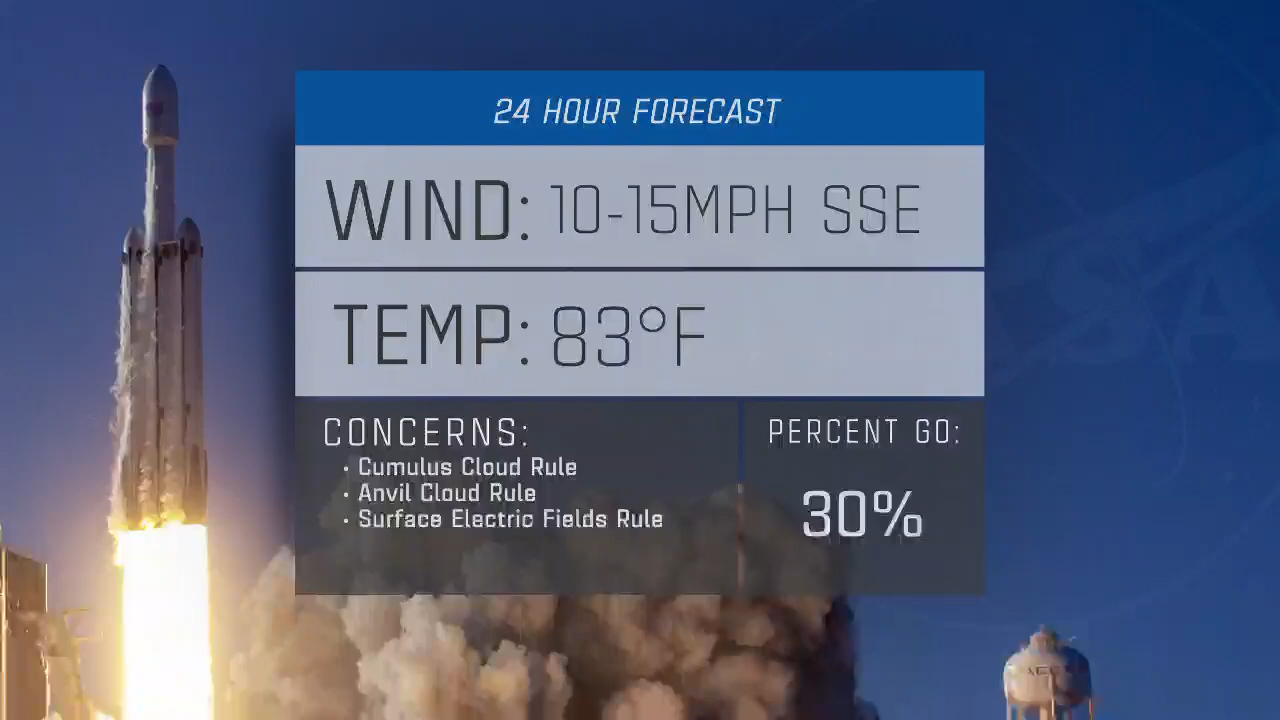 24 HOUR FORECAST
WIND: 10-15MPH SSE
TEMP: 83°F
CONCERNS:
• Cumulus Cloud Rule
• Anvil Cloud Rule
• Surface Electric Fields Rule
PERCENT GO:
30%